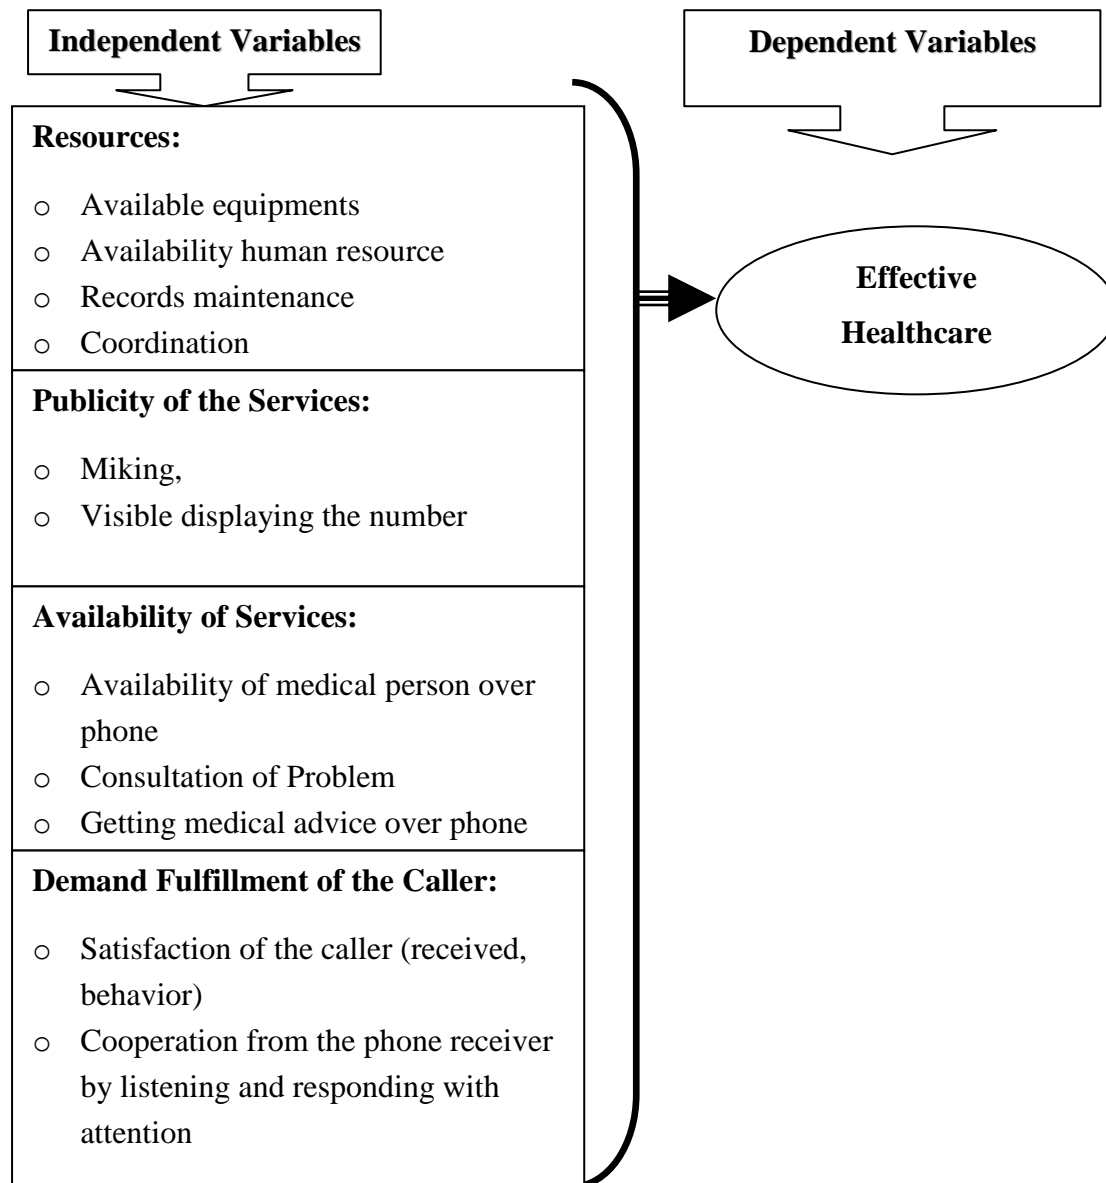 Independent Variables
Dependent Variables
Resources:
o Available equipments
o Availability human resource
o Records maintenance
o Coordination
Publicity of the Services:
o Miking,
o Visible displaying the number
Availability of Services:
o Availability of medical person over
phone
o Consultation of Problem
o Getting medical advice over phone
Demand Fulfillment of the Caller:
o Satisfaction of the caller (received,
behavior)
o Cooperation from the phone receiver
by listening and responding with
attention
Effective
Healthcare